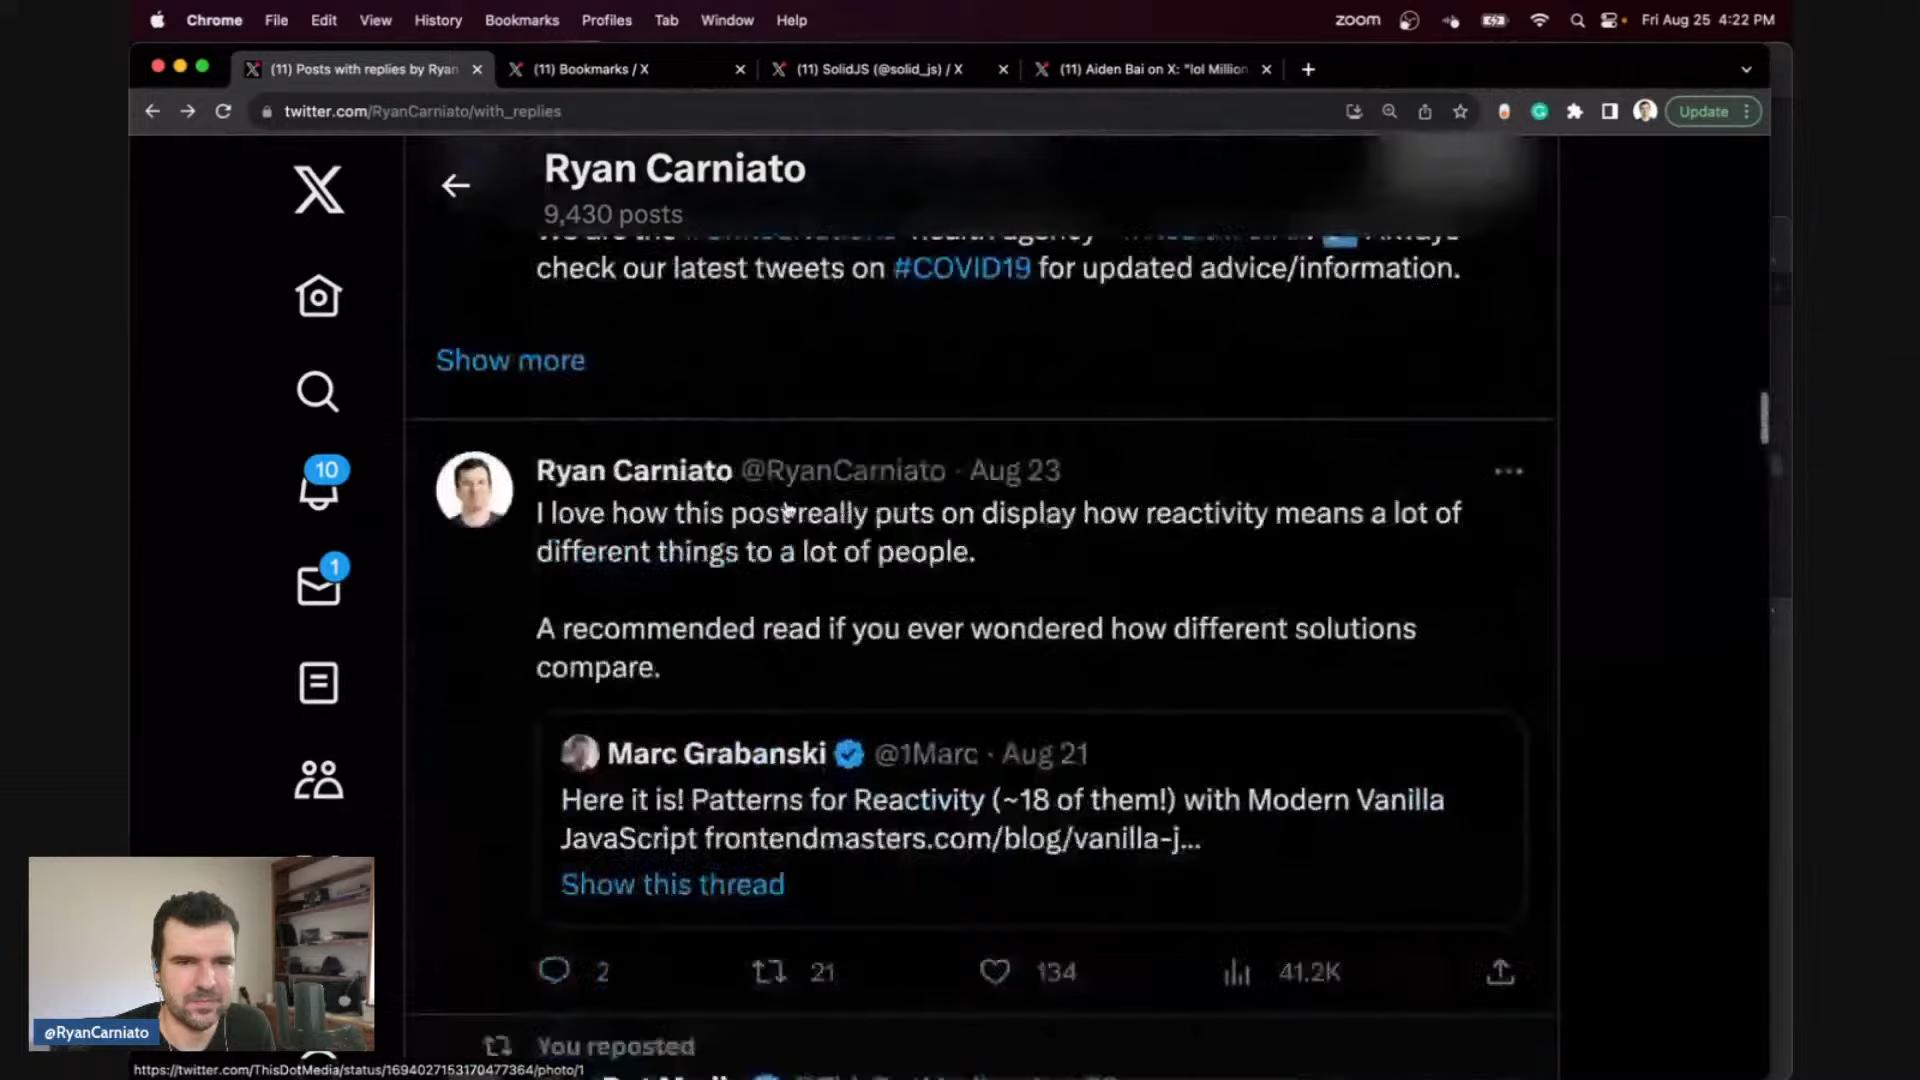 Chrome File Edit View History Bookmarks Profiles Tab Window Help
zoom Fri Aug 25 4:22 PM
(11) Posts with replies by Ryan
(11) Bookmarks / X
(11) SolidJS (@solid_js) / X
(11) Aiden Bai on X: "lol Million
twitter.com/RyanCarniato/with_replies
Update
Ryan Carniato
9,430 posts
check our latest tweets on #COVID19 for updated advice/information.
Show more
Ryan Carniato @RyanCarniato · Aug 23
I love how this post really puts on display how reactivity means a lot of
different things to a lot of people.
A recommended read if you ever wondered how different solutions
compare.
Marc Grabanski @1Marc · Aug 21
Here it is! Patterns for Reactivity (~18 of them!) with Modern Vanilla
JavaScript frontendmasters.com/blog/vanilla-j...
Show this thread
2 21 134 41.2K
You reposted
10
1
@RyanCarniato
https://twitter.com/ThisDotMedia/status/1694027153170477364/photo/1